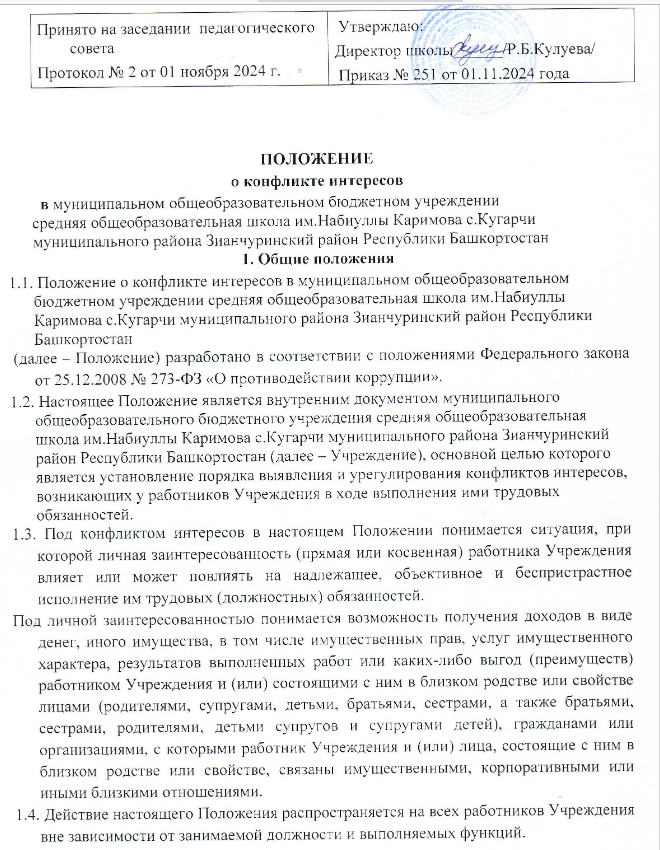 Принято на заседании педагогического
совета
Протокол № 2 от 01 ноября 2024 г.
Утверждаю:
Директор школы /Р.Б.Кулуева/
Приказ № 251 от 01.11.2024 года
ПОЛОЖЕНИЕ
о конфликте интересов
в муниципальном общеобразовательном бюджетном учреждении
средняя общеобразовательная школа им.Набиуллы Каримова с.Кугарчи
муниципального района Зианчуринский район Республики Башкортостан
1. Общие положения
1.1. Положение о конфликте интересов в муниципальном общеобразовательном
бюджетном учреждении средняя общеобразовательная школа им.Набиуллы
Каримова с.Кугарчи муниципального района Зианчуринский район Республики
Башкортостан
(далее – Положение) разработано в соответствии с положениями Федерального закона
от 25.12.2008 № 273-ФЗ «О противодействии коррупции».
1.2. Настоящее Положение является внутренним документом муниципального
общеобразовательного бюджетного учреждения средняя общеобразовательная
школа им.Набиуллы Каримова с.Кугарчи муниципального района Зианчуринский
район Республики Башкортостан (далее – Учреждение), основной целью которого
является установление порядка выявления и урегулирования конфликтов интересов,
возникающих у работников Учреждения в ходе выполнения ими трудовых
обязанностей.
1.3. Под конфликтом интересов в настоящем Положении понимается ситуация, при
которой личная заинтересованность (прямая или косвенная) работника Учреждения
влияет или может повлиять на надлежащее, объективное и беспристрастное
исполнение им трудовых (должностных) обязанностей.
Под личной заинтересованностью понимается возможность получения доходов в виде
денег, иного имущества, в том числе имущественных прав, услуг имущественного
характера, результатов выполненных работ или каких-либо выгод (преимуществ)
работником Учреждения и (или) состоящими с ним в близком родстве или свойстве
лицами (родителями, супругами, детьми, братьями, сестрами, а также братьями,
сестрами, родителями, детьми супругов и супругами детей), гражданами или
организациями, с которыми работник Учреждения и (или) лица, состоящие с ним в
близком родстве или свойстве, связаны имущественными, корпоративными или
иными близкими отношениями.
1.4. Действие настоящего Положения распространяется на всех работников Учреждения
вне зависимости от занимаемой должности и выполняемых функций.